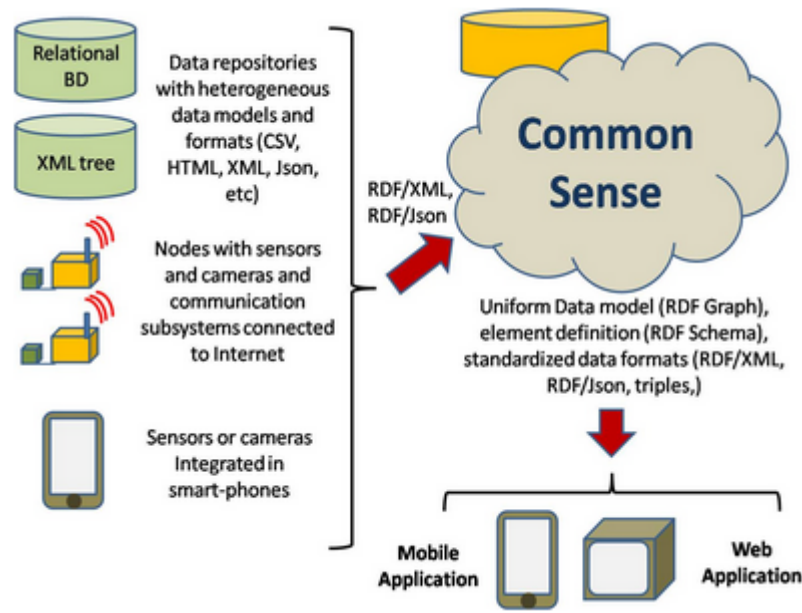 Relational
BD
XML tree
Data repositories
with heterogeneous
data models and
formats (CSV,
HTML, XML, Json,
etc)
Nodes with sensors
and cameras and
communication
subsystems connected
to Internet
Sensors or cameras
Integrated in
smart-phones
RDF/XML,
RDF/Json
Common
Sense
Uniform Data model (RDF Graph),
element definition (RDF Schema),
standardized data formats (RDF/XML,
RDF/Json, triples,)
Mobile
Application
Web
Application